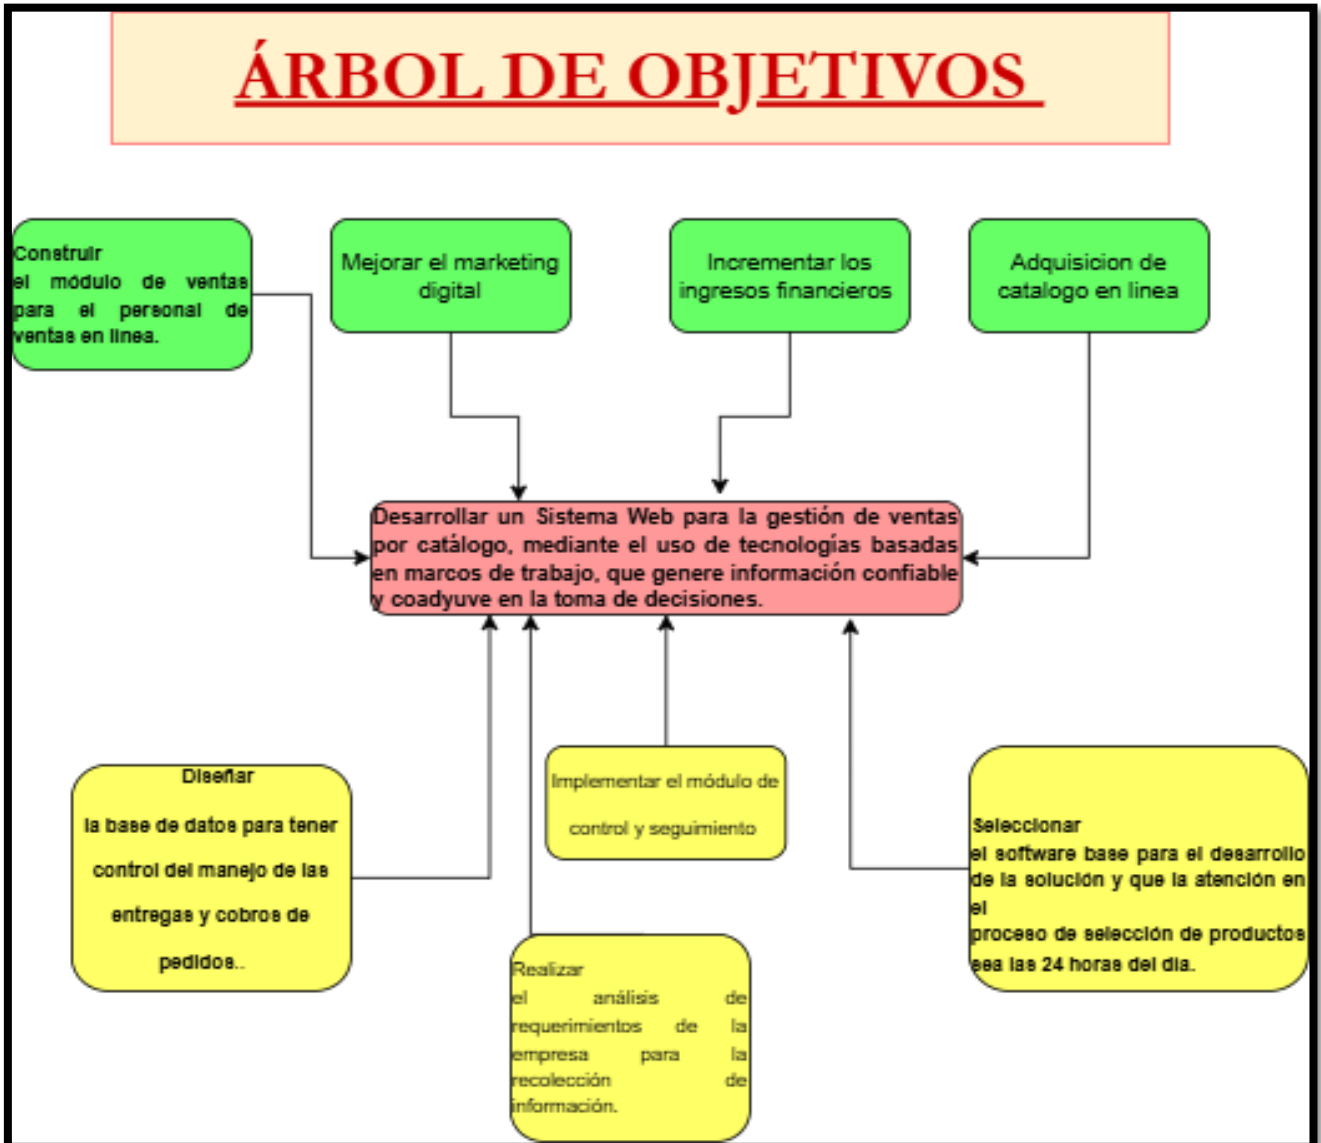 ÁRBOL DE OBJETIVOS
Construir
el módulo de ventas
para el personal de
ventas en linea.
Mejorar el marketing
digital
Incrementar los
ingresos financieros
Adquisicion de
catalogo en linea
Desarrollar un Sistema Web para la gestión de ventas
por catálogo, mediante el uso de tecnologías basadas
en marcos de trabajo, que genere información confiable
y coadyuve en la toma de decisiones.
Diseñar
la base de datos para tener
control del manejo de las
entregas y cobros de
pedidos..
Implementar el módulo de
control y seguimiento
Realizar
el análisis de
requerimientos de la
empresa para la
recolección de
información.
Seleccionar
el software base para el desarrollo
de la solución y que la atención en
el
proceso de selección de productos
sea las 24 horas del dia.